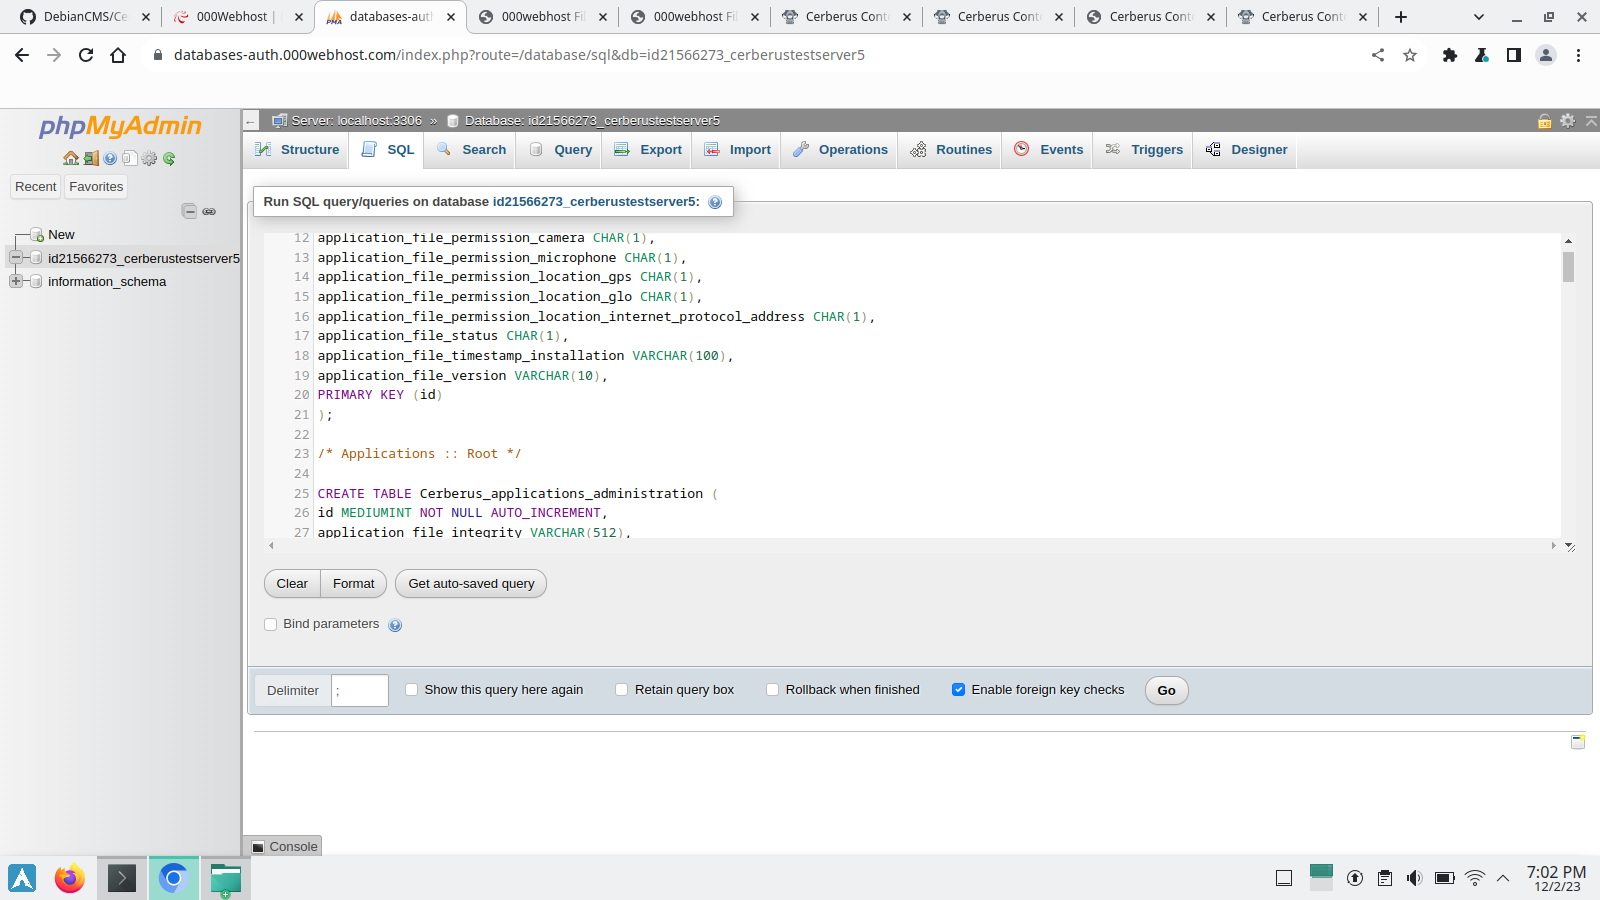 DebianCMS/Ce
000Webhost |
databases-auth
000webhost Fil
000webhost Fil
Cerberus Cont
Cerberus Cont
Cerberus Cont
Cerberus Cont
databases-auth.000webhost.com/index.php?route=/database/sql&db=id21566273_cerberustestserver5
phpMyAdmin
Recent
Favorites
New
id21566273_cerberustestserver5
information_schema
Server: localhost:3306 » Database: id21566273_cerberustestserver5
Structure
SQL
Search
Query
Export
Import
Operations
Routines
Events
Triggers
Designer
Run SQL query/queries on database id21566273_cerberustestserver5:
12 application_file_permission_camera CHAR(1),
13 application_file_permission_microphone CHAR(1),
14 application_file_permission_location_gps CHAR(1),
15 application_file_permission_location_glo CHAR(1),
16 application_file_permission_location_internet_protocol_address CHAR(1),
17 application_file_status CHAR(1),
18 application_file_timestamp_installation VARCHAR(100),
19 application_file_version VARCHAR(10),
20 PRIMARY KEY (id)
21 );
22
23 /* Applications :: Root */
24
25 CREATE TABLE Cerberus_applications_administration (
26 id MEDIUMINT NOT NULL AUTO_INCREMENT,
27 application_file_integrity VARCHAR(512),
Clear
Format
Get auto-saved query
Bind parameters
Delimiter
;
Show this query here again
Retain query box
Rollback when finished
Enable foreign key checks
Go
Console
7:02 PM
12/2/23